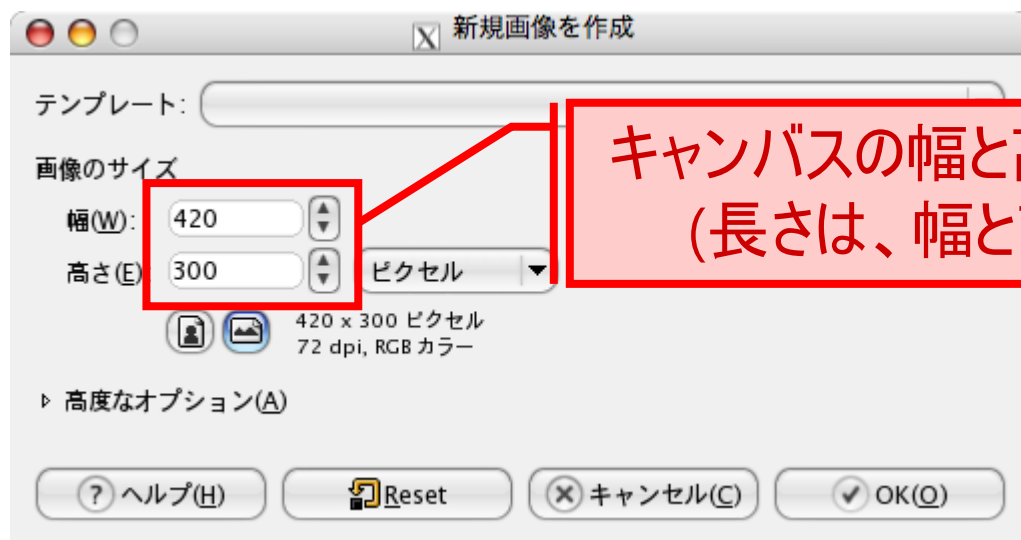 新規画像を作成
テンプレート:
キャンバスの幅と
(長さは、幅と
画像のサイズ
幅(W): 420
高さ(E) 300 ピクセル
420 x 300 ピクセル
72 dpi, RGB カラー
高度なオプション(A)
?ヘルプ(H) Reset キャンセル(C) OK(O)